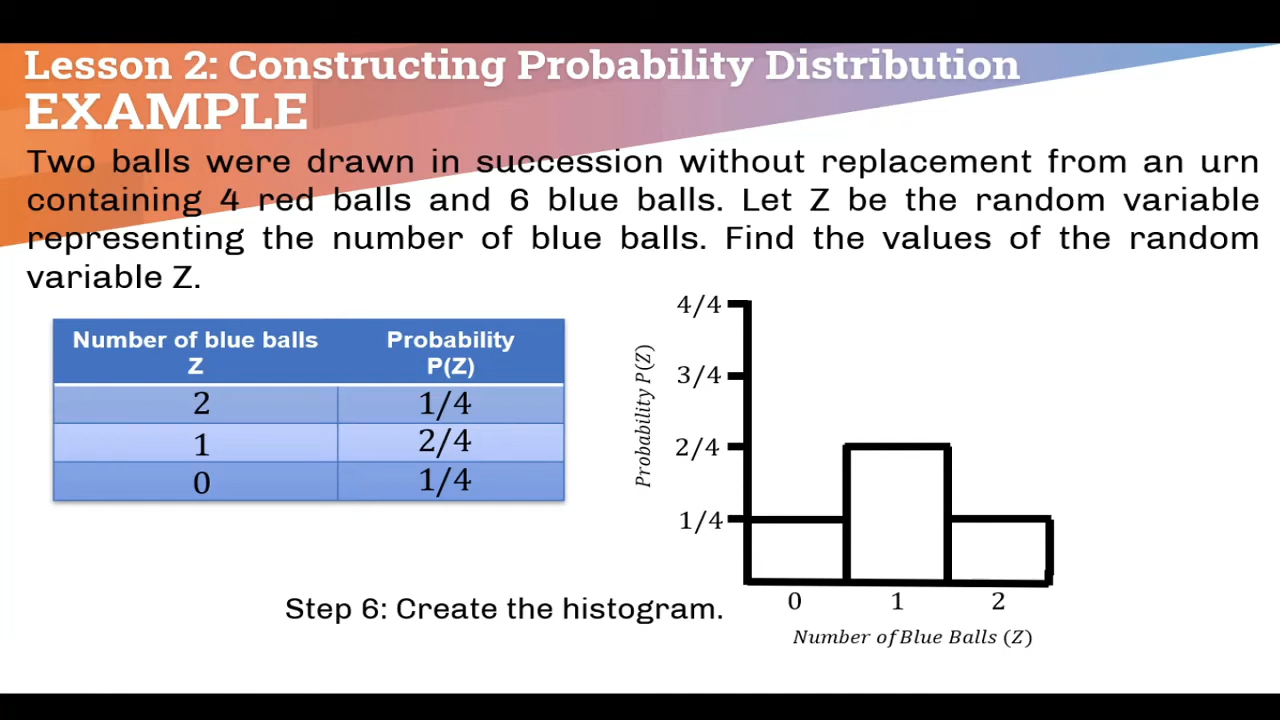 Lesson 2: Constructing Probability Distribution
EXAMPLE
Two balls were drawn in succession without replacement from an urn
containing 4 red balls and 6 blue balls. Let Z be the random variable
representing the number of blue balls. Find the values of the random
variable Z.
Number of blue balls Probability
Z P(Z)
2 1/4
1 2/4
0 1/4
4/4
3/4
2/4
1/4
Probability P(Z)
0 1 2
Number of Blue Balls (Z)
Step 6: Create the histogram.